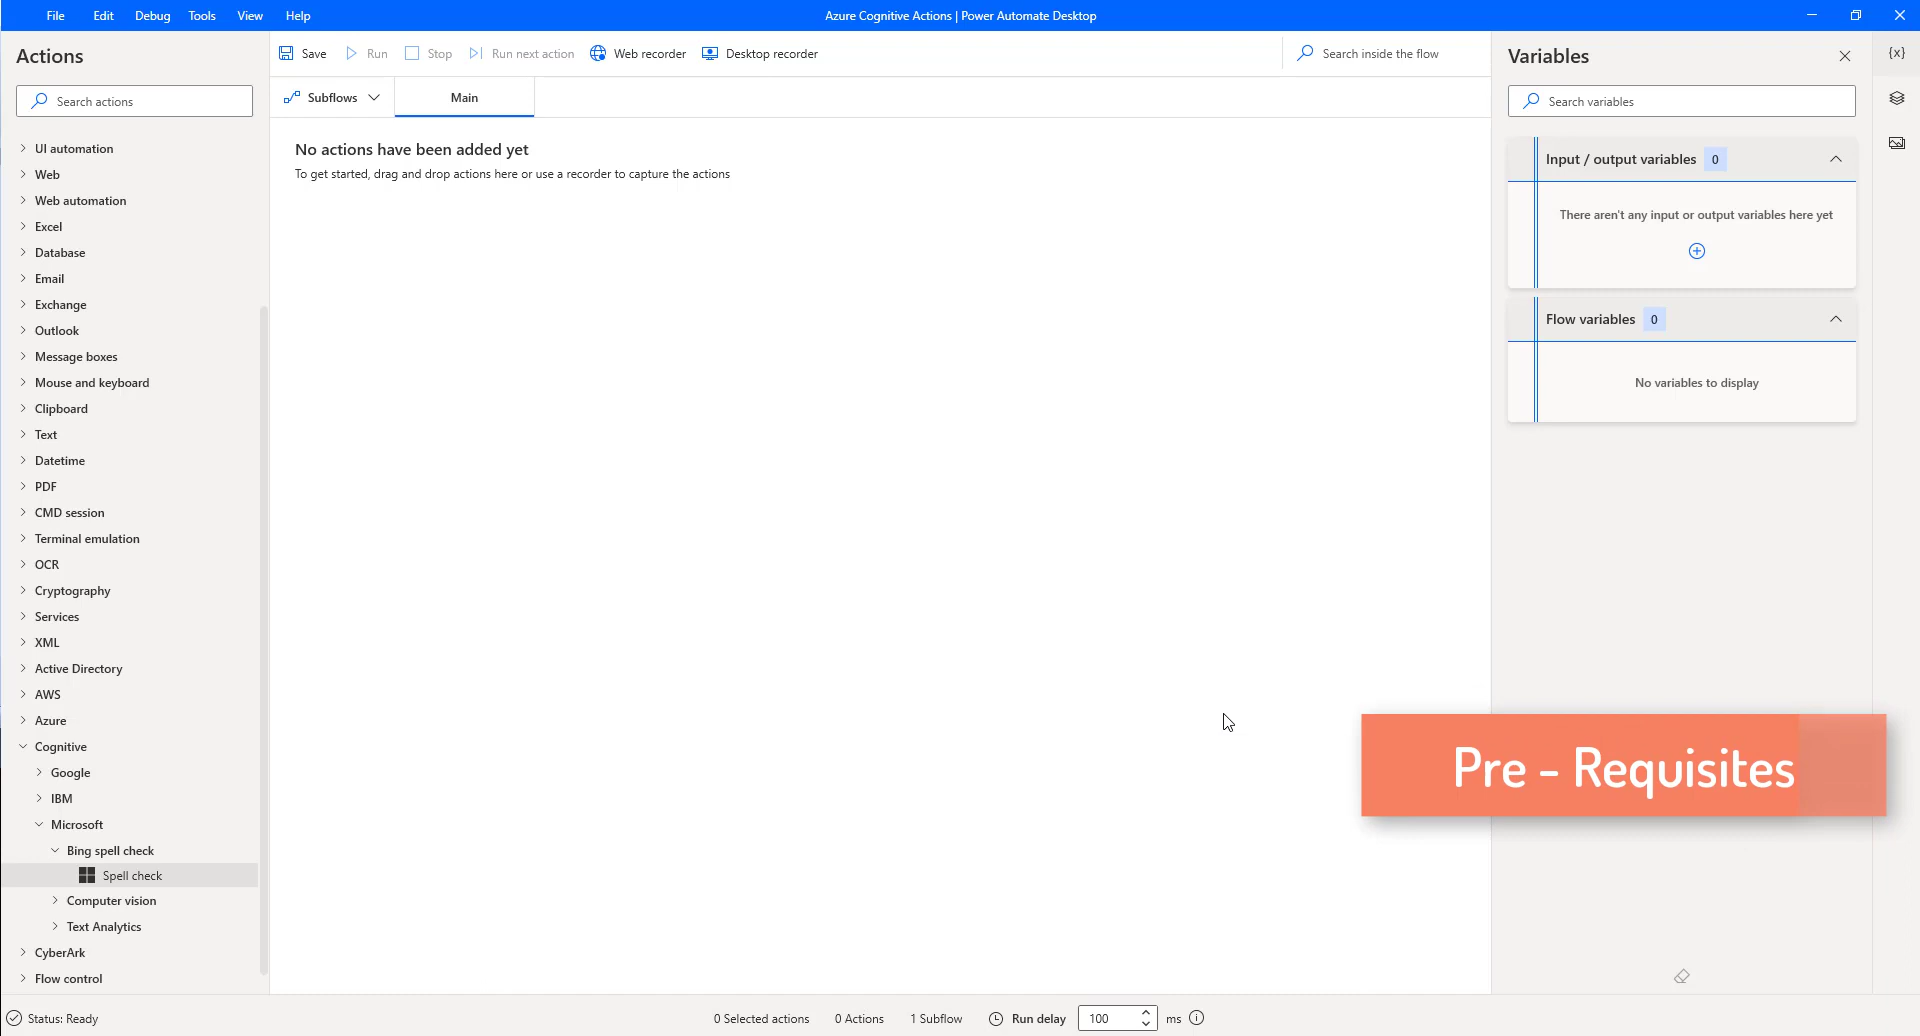 File Edit Debug Tools View Help
Azure Cognitive Actions | Power Automate Desktop
Actions
Search actions
UI automation
Web
Web automation
Excel
Database
Email
Exchange
Outlook
Message boxes
Mouse and keyboard
Clipboard
Text
Datetime
PDF
CMD session
Terminal emulation
OCR
Cryptography
Services
XML
Active Directory
AWS
Azure
Cognitive
Google
IBM
Microsoft
Bing spell check
Spell check
Computer vision
Text Analytics
CyberArk
Flow control
Save Run Stop Run next action Web recorder Desktop recorder
Search inside the flow
Subflows Main
No actions have been added yet
To get started, drag and drop actions here or use a recorder to capture the actions
Variables
{x}
Search variables
Input / output variables 0
There aren't any input or output variables here yet
Flow variables 0
No variables to display
Pre - Requisites
Status: Ready
0 Selected actions 0 Actions 1 Subflow Run delay 100 ms